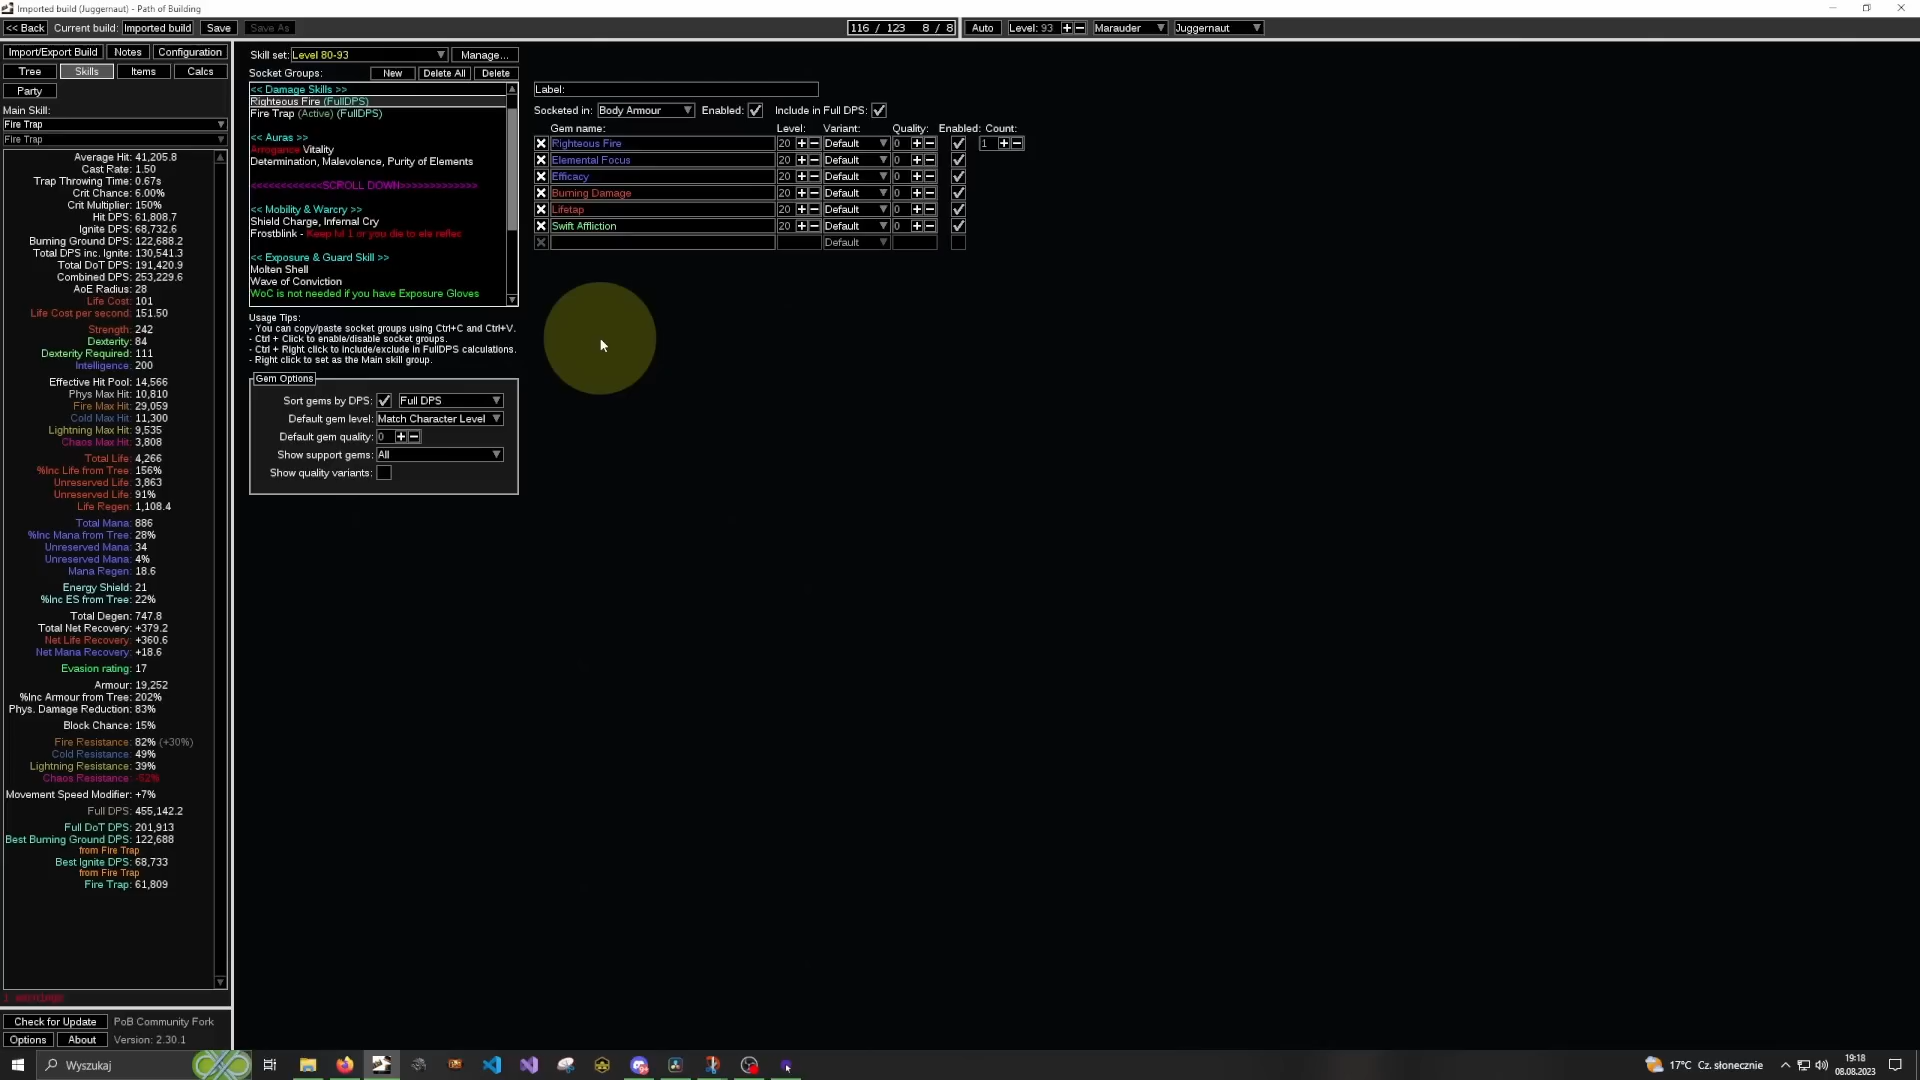 Imported build (Juggernaut) - Path of Building
<< Back Current build: Imported build Save Save As 116 / 123 8 / 8 Auto Level: 93 Marauder Juggernaut
Import/Export Build Notes Configuration
Tree Skills Items Calcs
Party
Main Skill:
Fire Trap
Fire Trap
Average Hit: 41,205.8
Cast Rate: 1.50
Trap Throwing Time: 0.67s
Crit Chance: 6.00%
Crit Multiplier: 150%
Hit DPS: 61,808.7
Ignite DPS: 68,732.6
Burning Ground DPS: 122,688.2
Total DPS inc. Ignite: 130,541.3
Total DoT DPS: 191,420.9
Combined DPS: 253,229.6
AoE Radius: 28
Life Cost: 101
Life Cost per second: 151.50
Strength: 242
Dexterity: 84
Dexterity Required: 111
Intelligence: 200
Effective Hit Pool: 14,566
Phys Max Hit: 10,810
Fire Max Hit: 29,059
Cold Max Hit: 11,300
Lightning Max Hit: 9,535
Chaos Max Hit: 3,808
Total Life: 4,266
%Inc Life from Tree: 156%
Unreserved Life: 3,863
Unreserved Life: 91%
Life Regen: 1,108.4
Total Mana: 886
%Inc Mana from Tree: 28%
Unreserved Mana: 34
Unreserved Mana: 4%
Mana Regen: 18.6
Energy Shield: 21
%Inc ES from Tree: 22%
Total Degen: 747.8
Total Net Recovery: +379.2
Net Life Recovery: +360.6
Net Mana Recovery: +18.6
Evasion rating: 17
Armour: 19,252
%Inc Armour from Tree: 202%
Phys. Damage Reduction: 83%
Block Chance: 15%
Fire Resistance: 82% (+30%)
Cold Resistance: 49%
Lightning Resistance: 39%
Chaos Resistance: -52%
Movement Speed Modifier: +7%
Full DPS: 455,142.2
Full DoT DPS: 201,913
Best Burning Ground DPS: 122,688
from Fire Trap
Best Ignite DPS: 68,733
from Fire Trap
Fire Trap: 61,809
1 warnings
Check for Update PoB Community Fork
Options About Version: 2.30.1
Skill set: Level 80-93 Manage...
Socket Groups: New Delete All Delete
<< Damage Skills >>
Righteous Fire (FullDPS)
Fire Trap (Active) (FullDPS)
<< Auras >>
Arrogance Vitality
Determination, Malevolence, Purity of Elements
<<<<<<<<<<<<SCROLL DOWN>>>>>>>>>>>>>
<< Mobility & Warcry >>
Shield Charge, Infernal Cry
Frostblink - Keep lvl 1 or you die to ele reflec
<< Exposure & Guard Skill >>
Molten Shell
Wave of Conviction
WoC is not needed if you have Exposure Gloves
Usage Tips:
- You can copy/paste socket groups using Ctrl+C and Ctrl+V.
- Ctrl + Click to enable/disable socket groups.
- Ctrl + Right click to include/exclude in FullDPS calculations.
- Right click to set as the Main skill group.
Gem Options
Sort gems by DPS: Full DPS
Default gem level: Match Character Level
Default gem quality: 0
Show support gems: All
Show quality variants:
Label:
Socketed in: Body Armour Enabled: Include in Full DPS:
Gem name: Level: Variant: Quality: Enabled: Count:
Righteous Fire 20 Default 0 1
Elemental Focus 20 Default 0
Efficacy 20 Default 0
Burning Damage 20 Default 0
Lifetap 20 Default 0
Swift Affliction 20 Default 0
Default
Wyszukaj 17°C Cz. słonecznie 19:18
08.08.2023